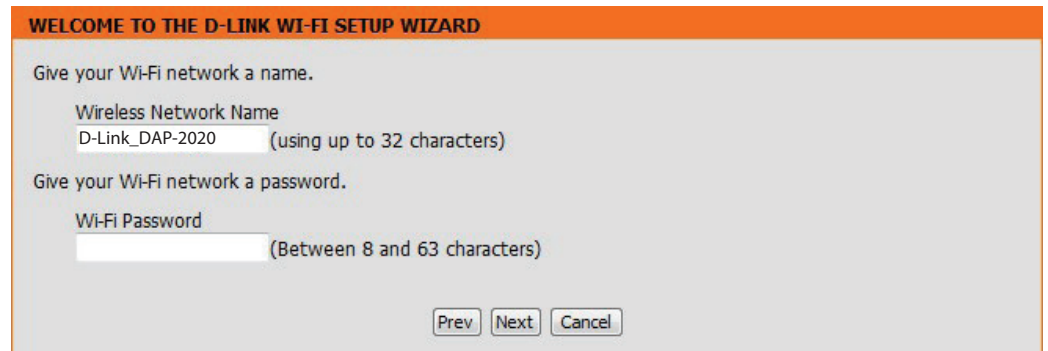 WELCOME TO THE D-LINK WI-FI SETUP WIZARD
Give your Wi-Fi network a name.
Wireless Network Name
D-Link_DAP-2020 (using up to 32 characters)
Give your Wi-Fi network a password.
Wi-Fi Password
(Between 8 and 63 characters)
Prev Next Cancel